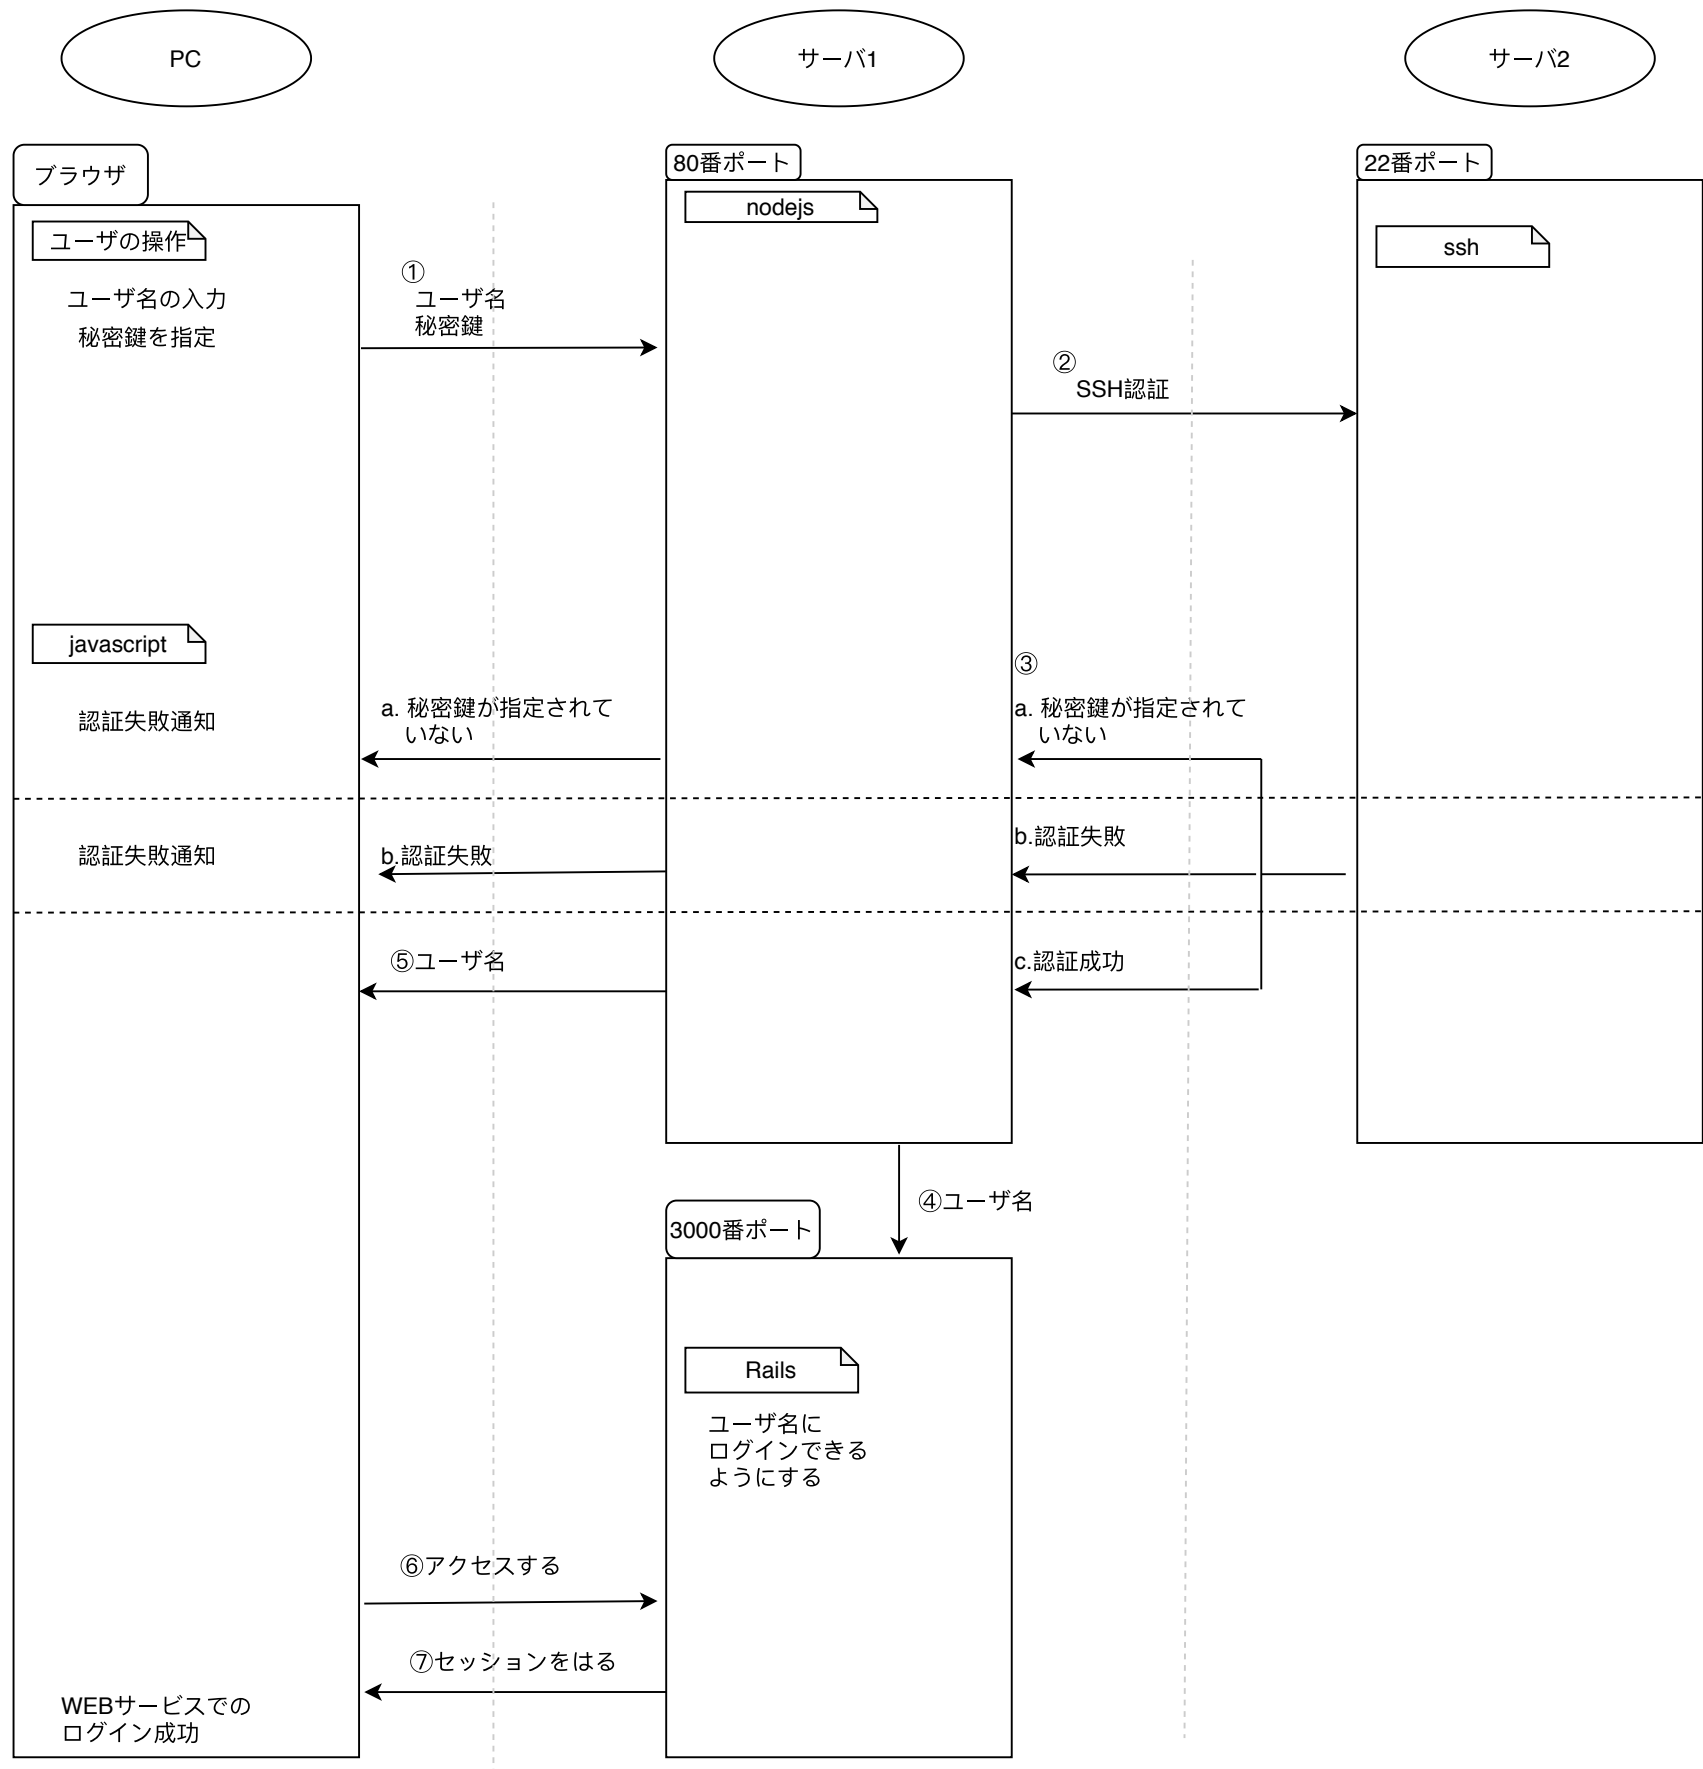 PC
サーバ1
サーバ2
ブラウザ
80番ポート
22番ポート
nodejs
ユーザの操作
ssh
①
ユーザ名の入力
ユーザ名
秘密鍵を指定
秘密鍵
②
SSH認証
javascript
③
認証失敗通知
a. 秘密鍵が指定されて
いない
a. 秘密鍵が指定されて
いない
認証失敗通知
b.認証失敗
b.認証失敗
⑤ユーザ名
c.認証成功
④ユーザ名
3000番ポート
Rails
ユーザ名に
ログインできる
ようにする
⑥アクセスする
⑦セッションをはる
WEBサービスでの
ログイン成功